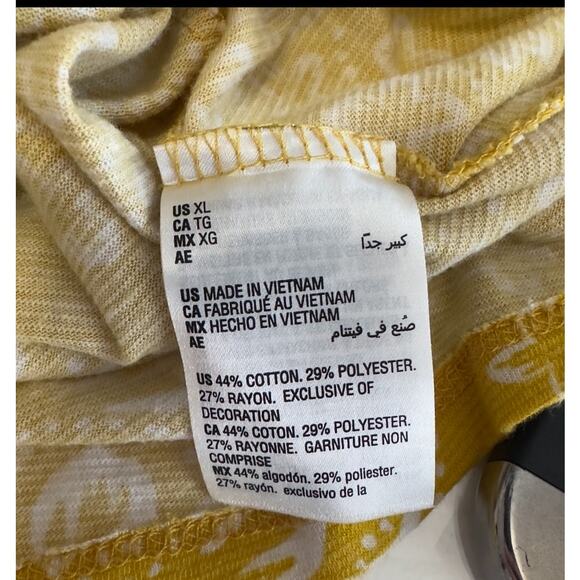 US XL
CA TG
MX XG
AE كبير جدًا
US MADE IN VIETNAM
CA FABRIQUÉ AU VIETNAM
MX HECHO EN VIETNAM
AE صُنع في فيتنام
US 44% COTTON. 29% POLYESTER.
27% RAYON. EXCLUSIVE OF
DECORATION
CA 44% COTON. 29% POLYESTER.
27% RAYONNE. GARNITURE NON
COMPRISE
MX 44% algodón. 29% poliester.
27% rayón. exclusivo de la